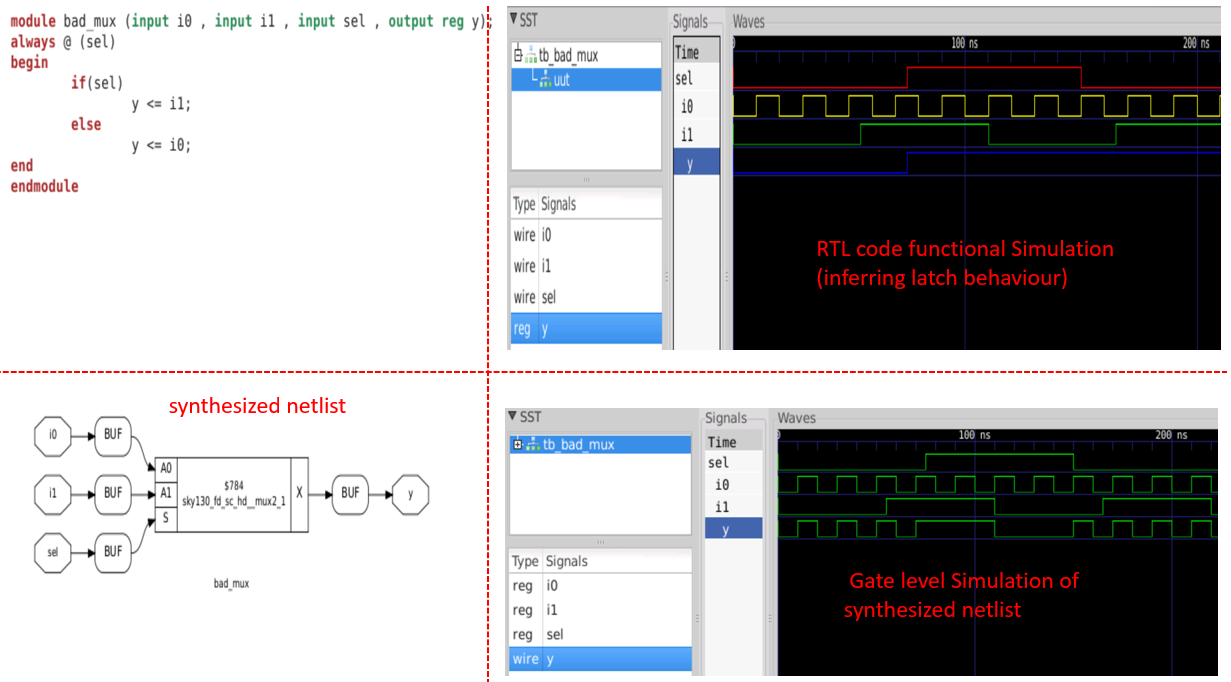 module bad_mux (input i0 , input i1 , input sel , output reg y);
always @ (sel)
begin
if(sel)
y <= i1;
else
y <= i0;
end
endmodule
SST
tb_bad_mux
uut
Type Signals
wire i0
wire i1
wire sel
reg y
Signals
Time
sel
i0
i1
y
Waves
100 ns
200 ns
RTL code functional Simulation
(inferring latch behaviour)
synthesized netlist
i0
BUF
i1
BUF
sel
BUF
A0
A1
S
$784
sky130_fd_sc_hd__mux2_1
X
BUF
y
bad_mux
SST
tb_bad_mux
Type Signals
reg i0
reg i1
reg sel
wire y
Signals
Time
sel
i0
i1
y
Waves
100 ns
200 ns
Gate level Simulation of
synthesized netlist